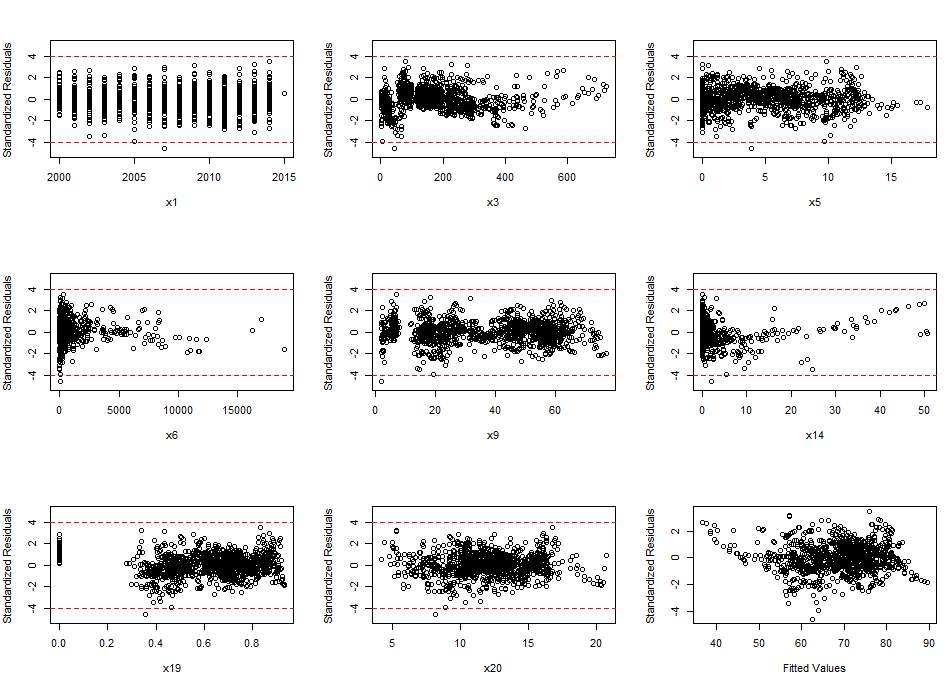 Standardized Residuals
4
2
0
-2
-4
2000 2005 2010 2015
x1
Standardized Residuals
4
2
0
-2
-4
0 200 400 600
x3
Standardized Residuals
4
2
0
-2
-4
0 5 10 15
x5
Standardized Residuals
4
2
0
-2
-4
0 5000 10000 15000
x6
Standardized Residuals
4
2
0
-2
-4
0 20 40 60
x9
Standardized Residuals
4
2
0
-2
-4
0 10 20 30 40 50
x14
Standardized Residuals
4
2
0
-2
-4
0.0 0.2 0.4 0.6 0.8
x19
Standardized Residuals
4
2
0
-2
-4
5 10 15 20
x20
Standardized Residuals
2
0
-2
-4
40 50 60 70 80 90
Fitted Values